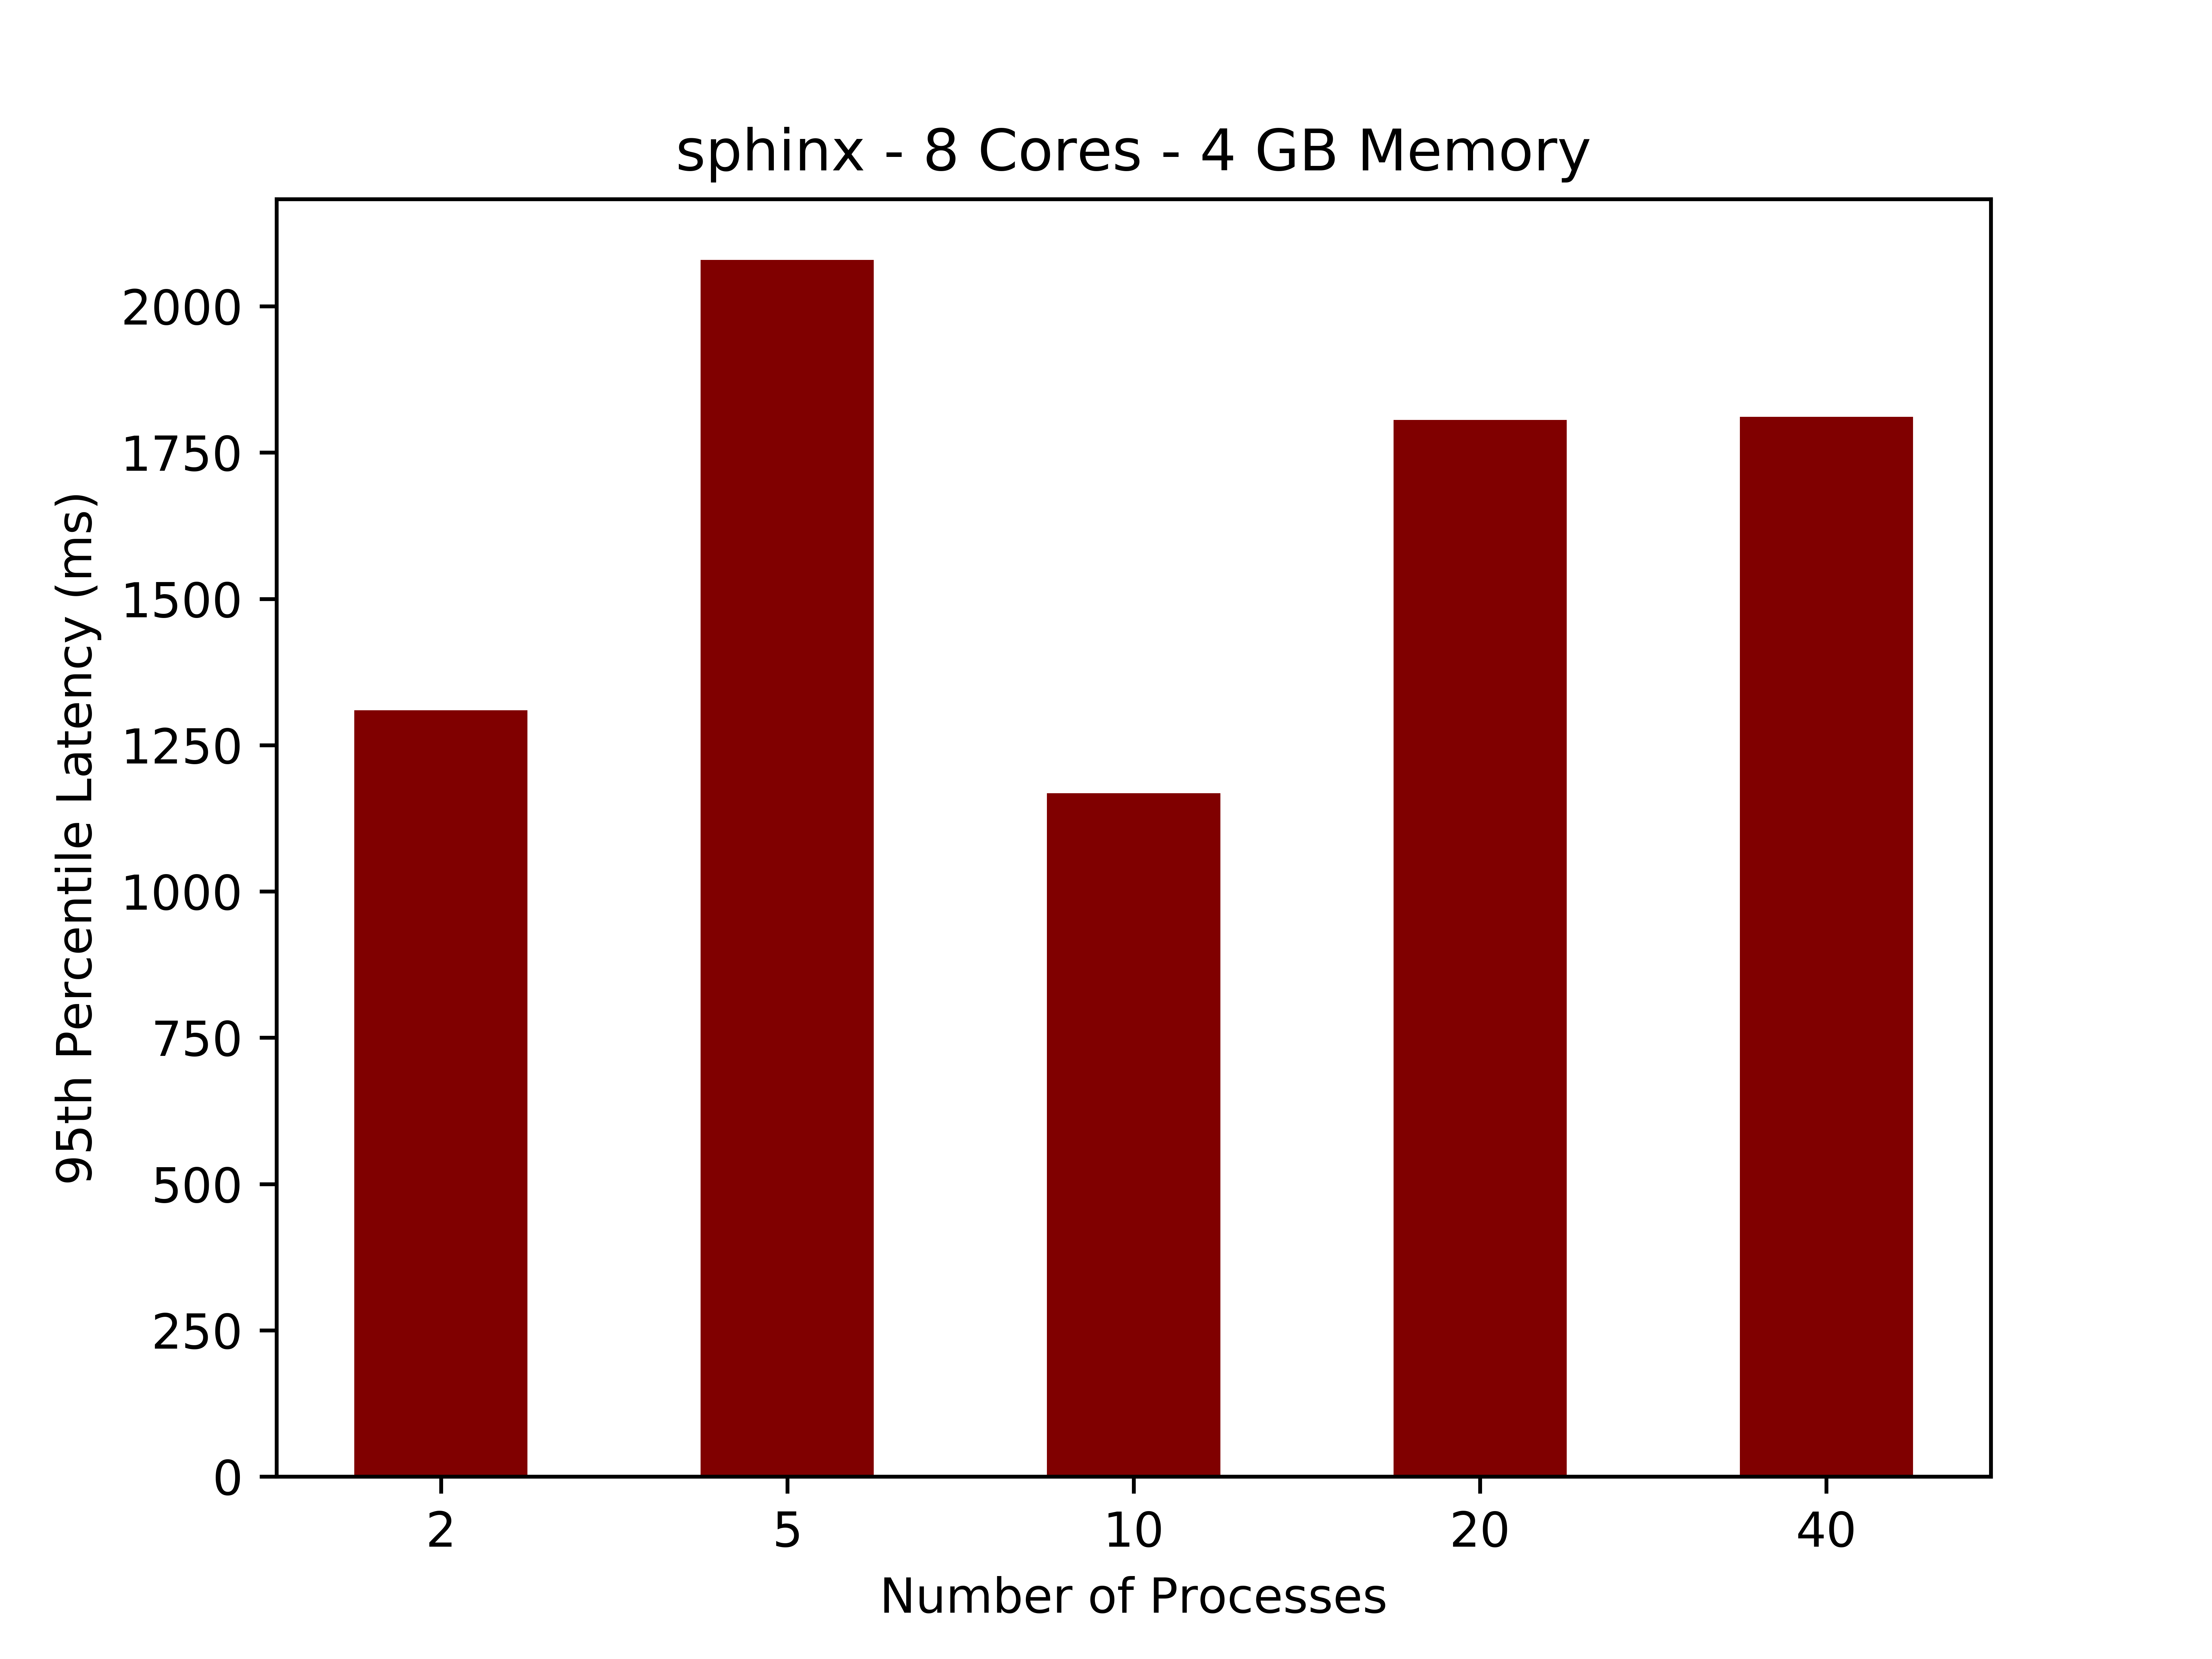 sphinx - 8 Cores - 4 GB Memory
95th Percentile Latency (ms)
2000
1750
1500
1250
1000
750
500
250
0
2 5 10 20 40
Number of Processes